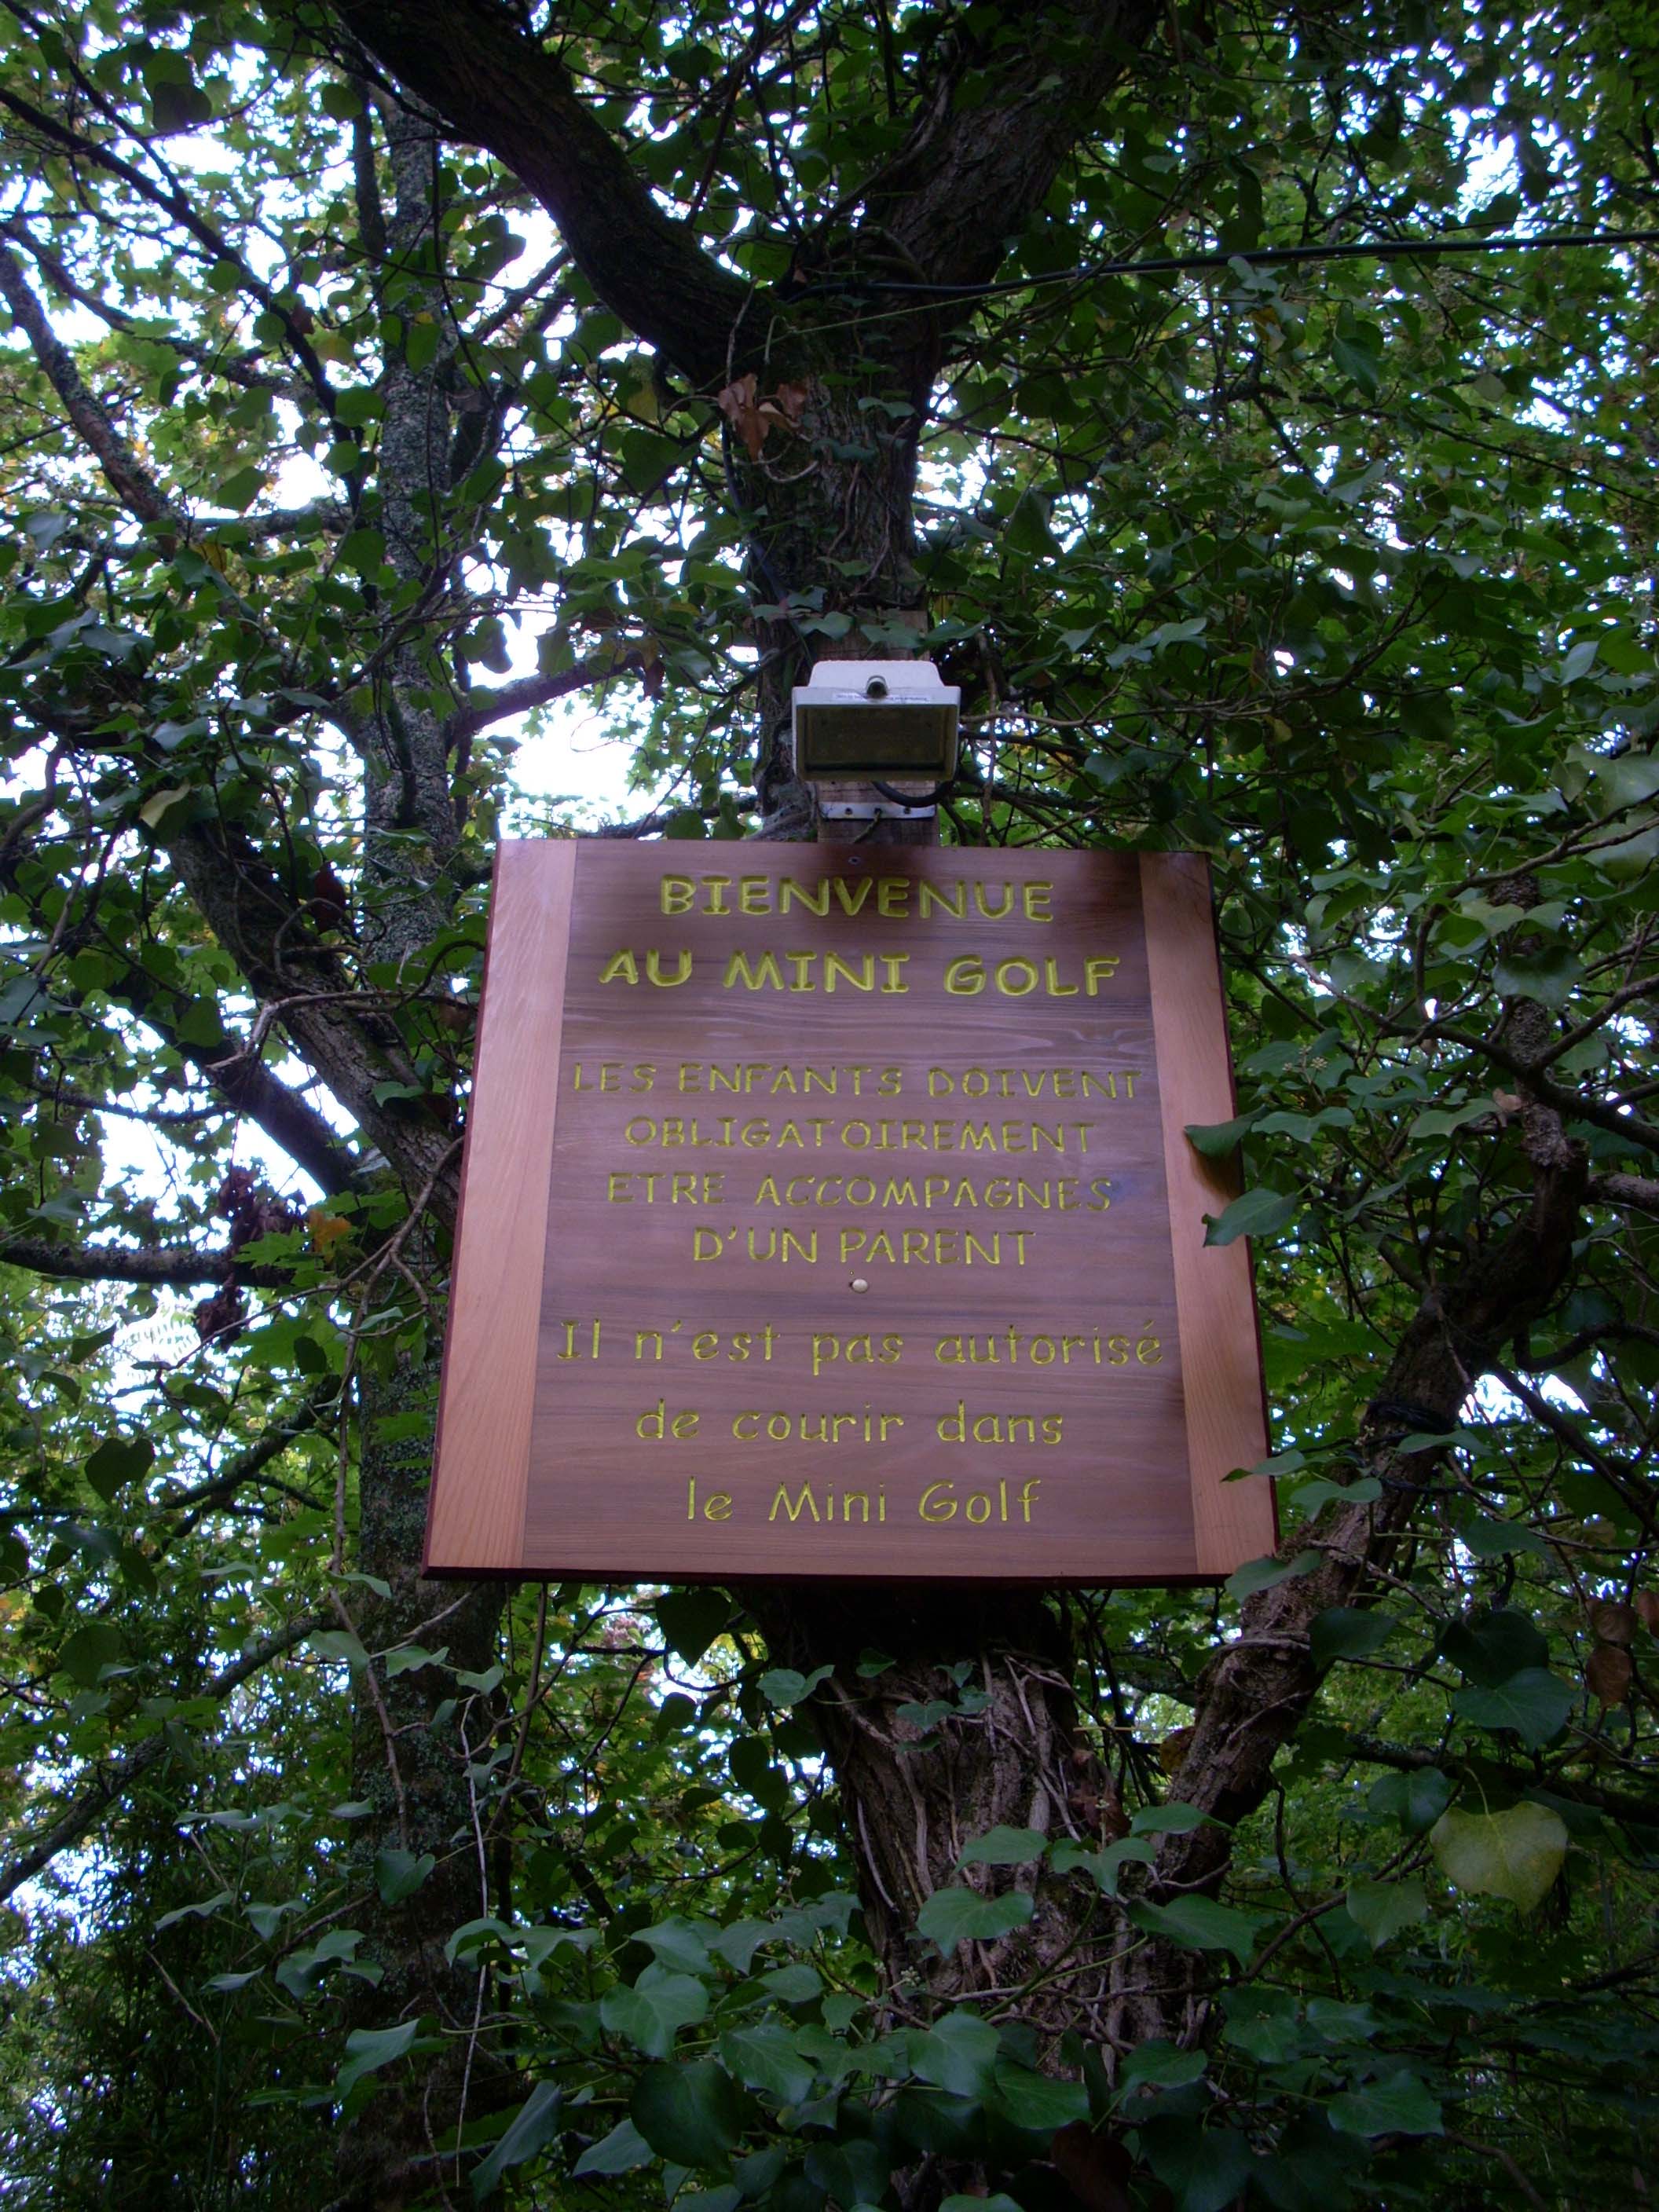 BIENVENUE
AU MINI GOLF
LES ENFANTS DOIVENT
OBLIGATOIREMENT
ETRE ACCOMPAGNES
D'UN PARENT
Il n'est pas autorisé
de courir dans
le Mini Golf